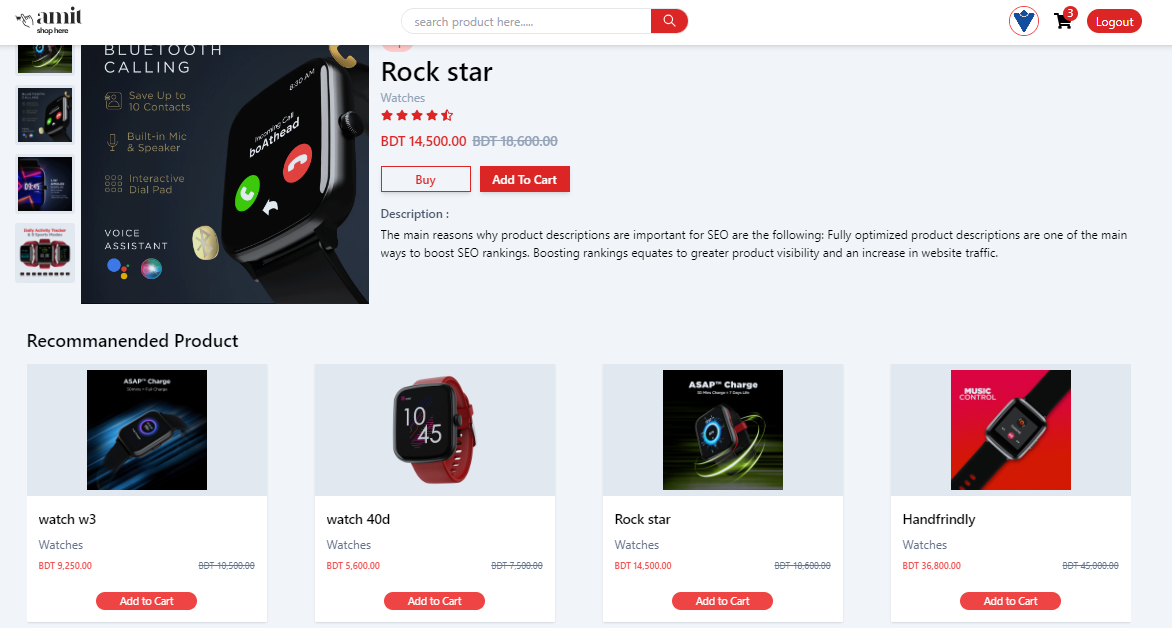 amit
shop here
search product here.....
3
Logout
BLUETOOTH
CALLING
Save Up to
10 Contacts
Built-in Mic
& Speaker
Interactive
Dial Pad
VOICE
ASSISTANT
8:30 AM
Incoming Call
boAthead
Rock star
Watches
BDT 14,500.00 BDT 18,600.00
Buy Add To Cart
Description :
The main reasons why product descriptions are important for SEO are the following: Fully optimized product descriptions are one of the main
ways to boost SEO rankings. Boosting rankings equates to greater product visibility and an increase in website traffic.
Daily Activity Tracker
Recommanended Product
ASAP™ Charge
watch w3
Watches
BDT 9,250.00 BDT 10,500.00
Add to Cart
10
45
watch 40d
Watches
BDT 5,600.00 BDT 7,500.00
Add to Cart
ASAP™ Charge
Rock star
Watches
BDT 14,500.00 BDT 18,600.00
Add to Cart
MUSIC
CONTROL
Handfrindly
Watches
BDT 36,800.00 BDT 45,000.00
Add to Cart